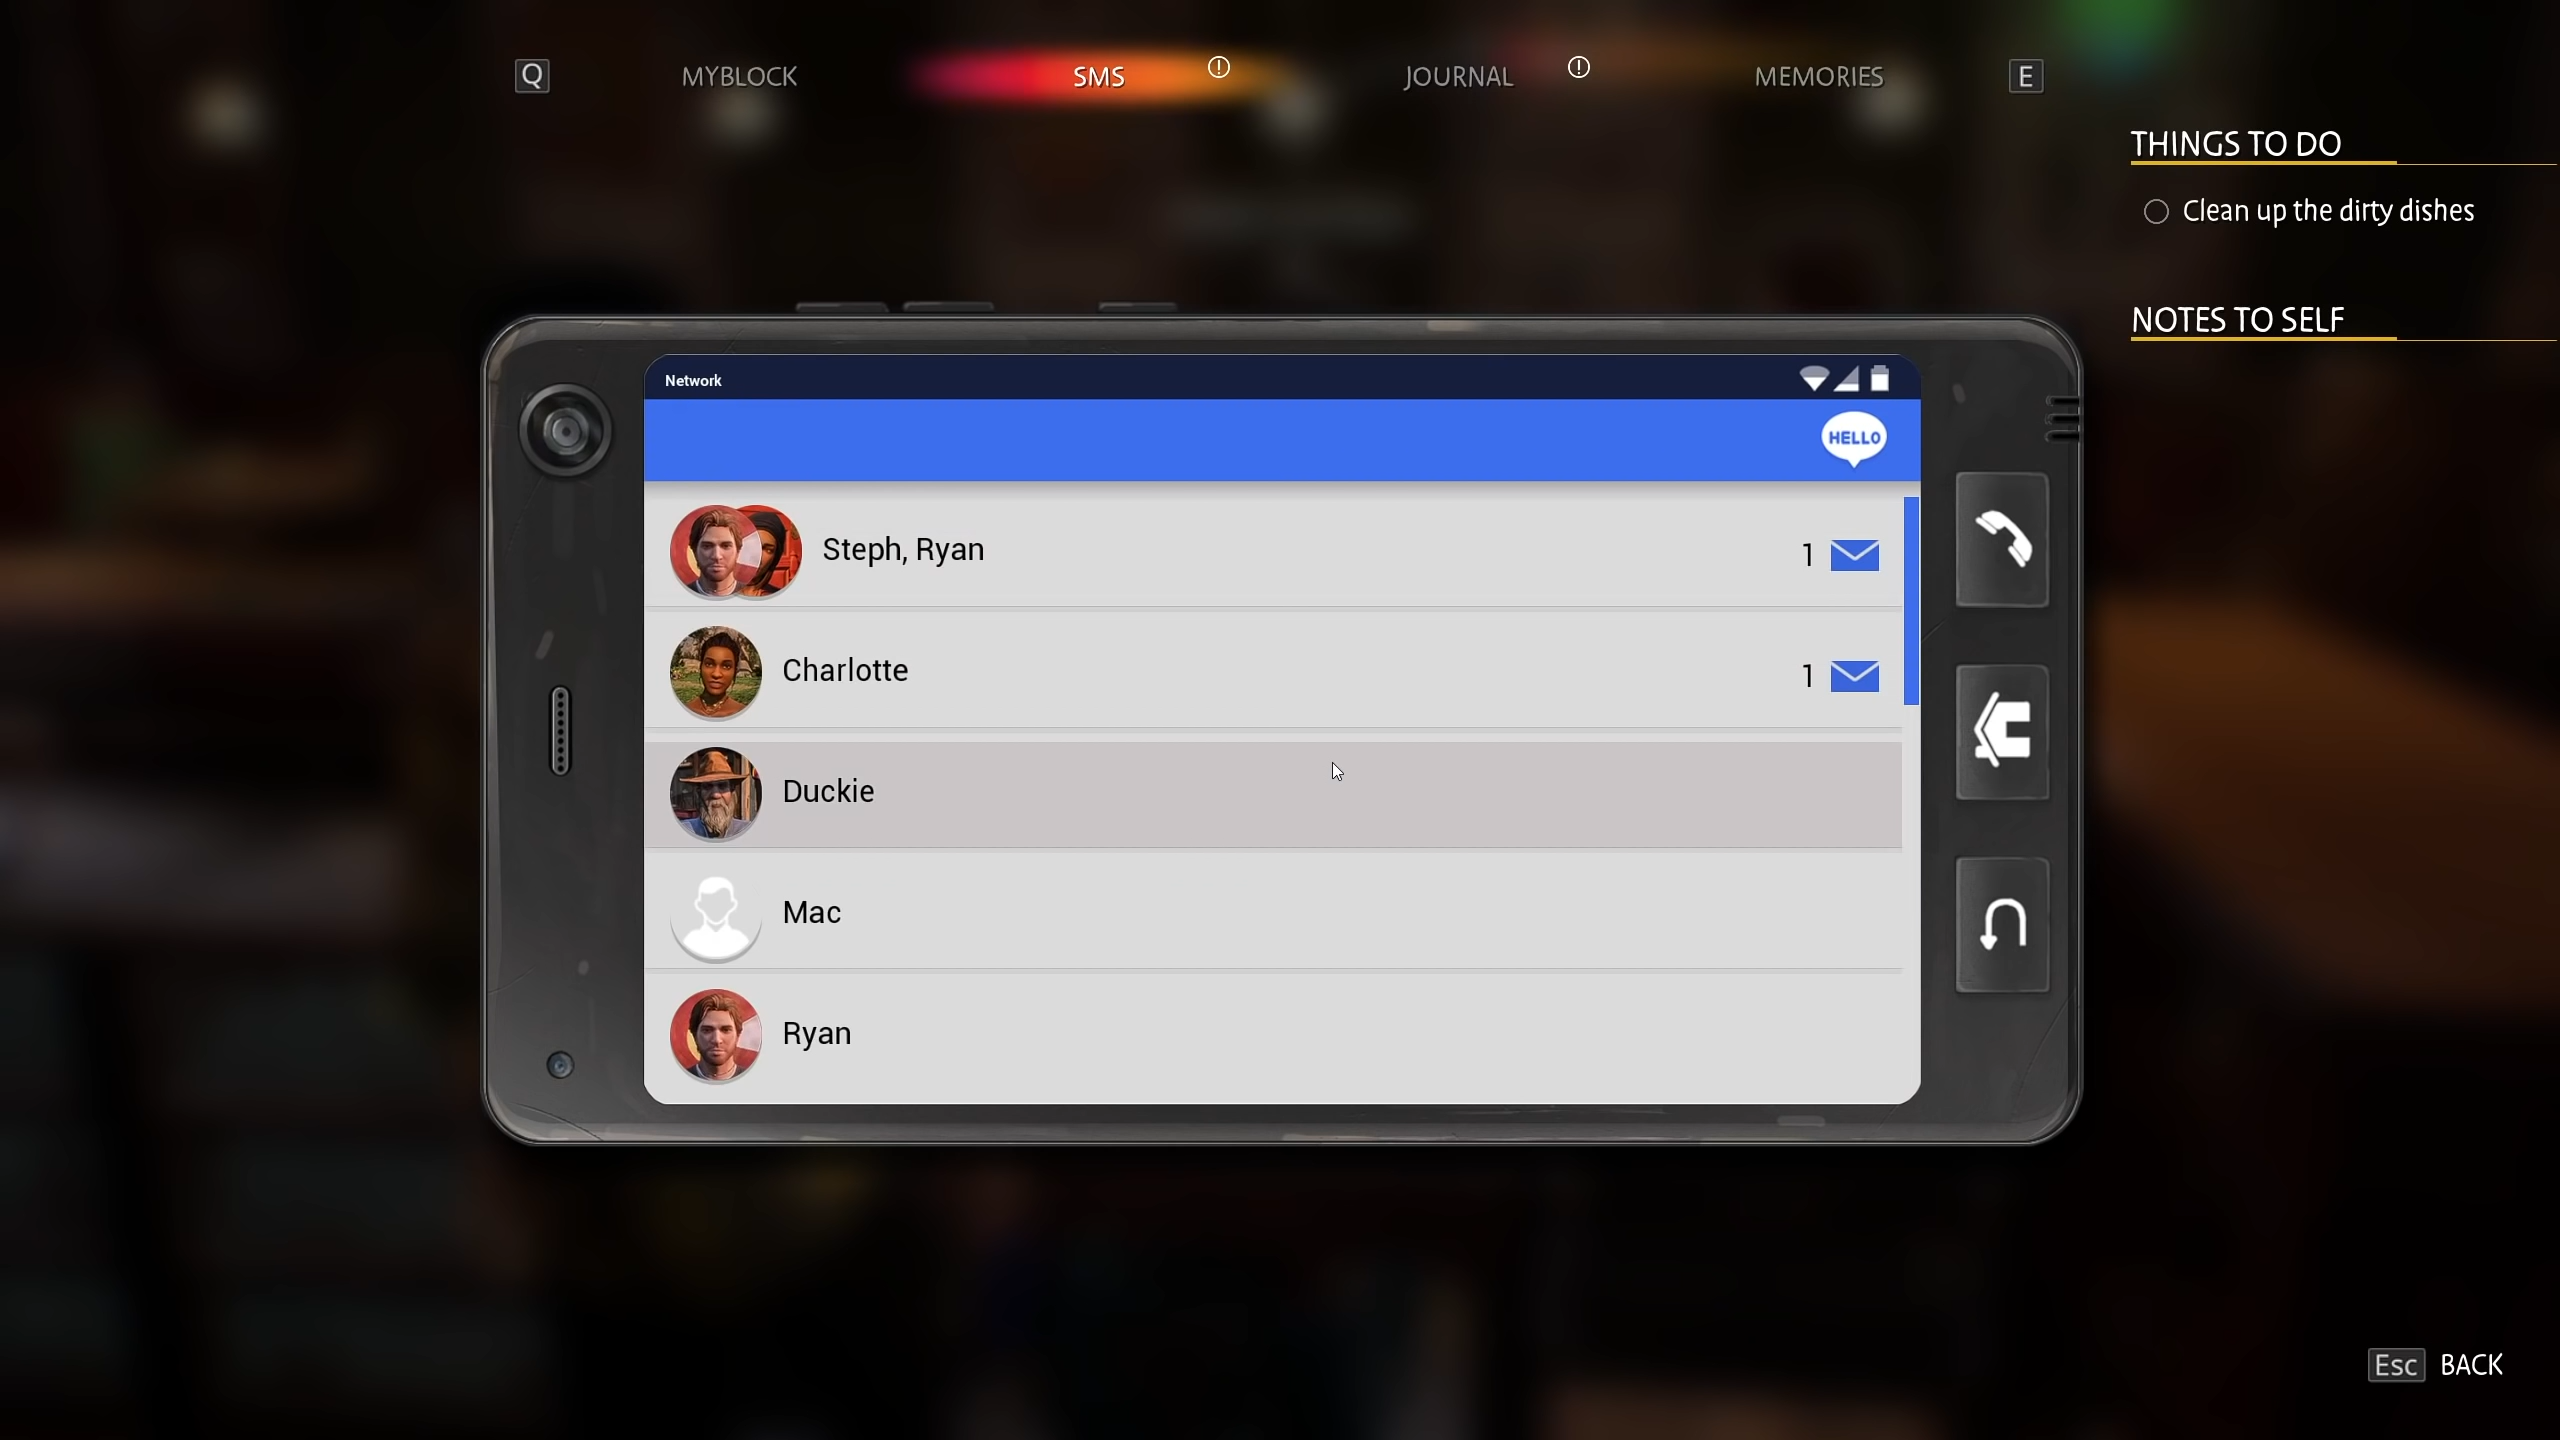 Q
MYBLOCK
SMS
JOURNAL
MEMORIES
E
THINGS TO DO
Clean up the dirty dishes
NOTES TO SELF
Network
HELLO
Steph, Ryan
1
Charlotte
1
Duckie
Mac
Ryan
Esc BACK